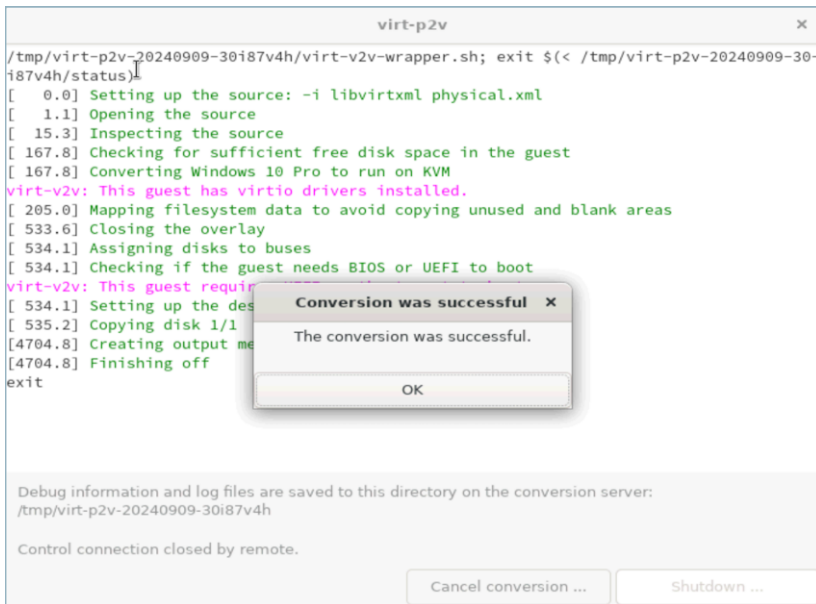 virt-p2v
/tmp/virt-p2v-20240909-30i87v4h/virt-v2v-wrapper.sh; exit $(< /tmp/virt-p2v-20240909-30-
i87v4h/status)
[   0.0] Setting up the source: -i libvirtxml physical.xml
[   1.1] Opening the source
[  15.3] Inspecting the source
[ 167.8] Checking for sufficient free disk space in the guest
[ 167.8] Converting Windows 10 Pro to run on KVM
virt-v2v: This guest has virtio drivers installed.
[ 205.0] Mapping filesystem data to avoid copying unused and blank areas
[ 533.6] Closing the overlay
[ 534.1] Assigning disks to buses
[ 534.1] Checking if the guest needs BIOS or UEFI to boot
virt-v2v: This guest
[ 534.1] Setting up the
[ 535.2] Copying disk 1/1
[4704.8] Creating output
[4704.8] Finishing off
exit
Conversion was successful
The conversion was successful.
OK
Debug information and log files are saved to this directory on the conversion server:
/tmp/virt-p2v-20240909-30i87v4h
Control connection closed by remote.
Cancel conversion ...
Shutdown ...